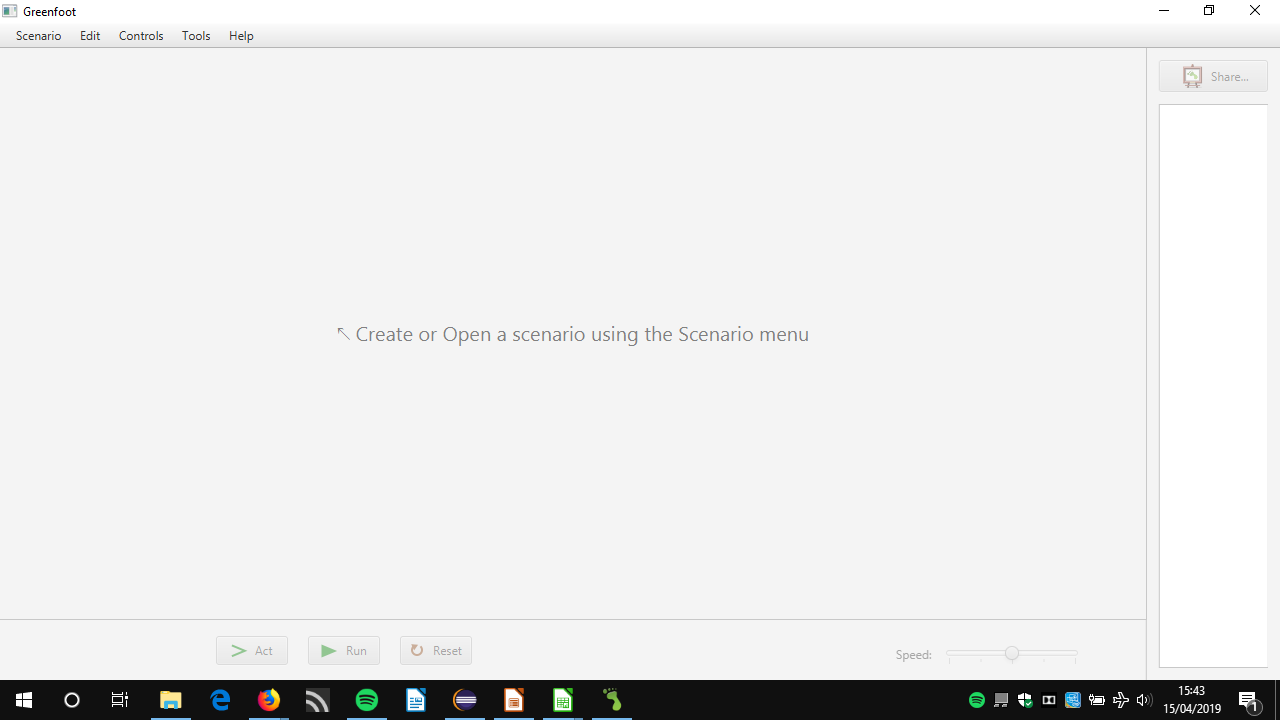 Greenfoot
Scenario Edit Controls Tools Help
Share...
Create or Open a scenario using the Scenario menu
Act Run Reset Speed:
15:43
15/04/2019
1